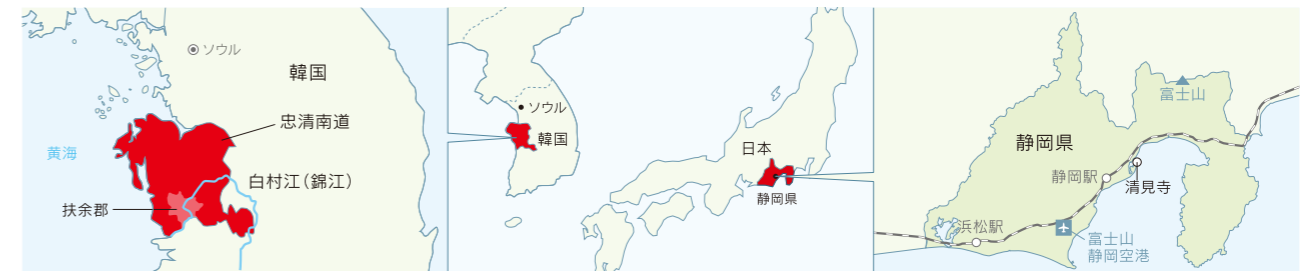 ソウル
韓国
忠清南道
黄海
白村江(錦江)
扶余郡
ソウル
韓国
日本
静岡県
富士山
静岡県
静岡駅
清見寺
浜松駅
富士山
静岡空港